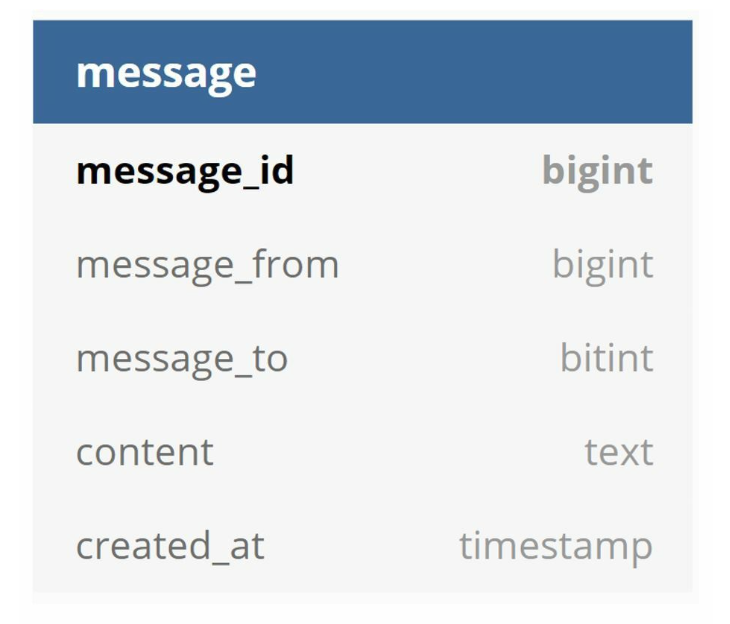 message
message_id bigint
message_from bigint
message_to bitint
content text
created_at timestamp